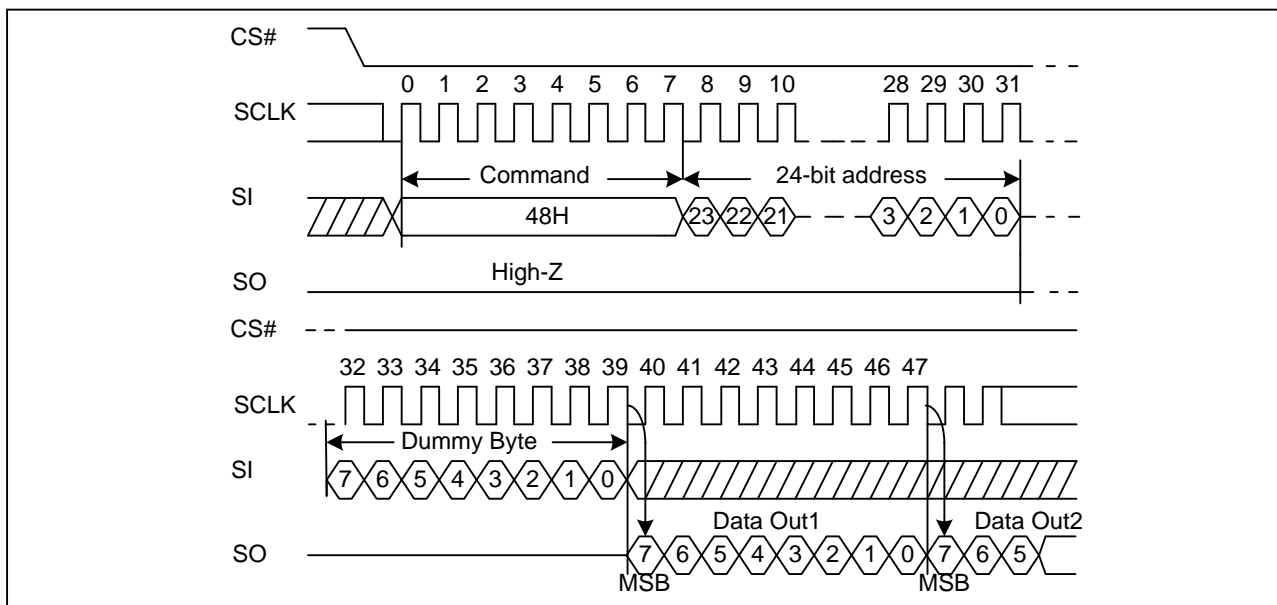 CS#
0 1 2 3 4 5 6 7 8 9 10 28 29 30 31
SCLK
Command 24-bit address
SI
48H 23 22 21 3 2 1 0
High-Z
SO
CS#
32 33 34 35 36 37 38 39 40 41 42 43 44 45 46 47
SCLK
Dummy Byte
SI
7 6 5 4 3 2 1 0
Data Out1 Data Out2
SO
7 6 5 4 3 2 1 0 7 6 5
MSB MSB